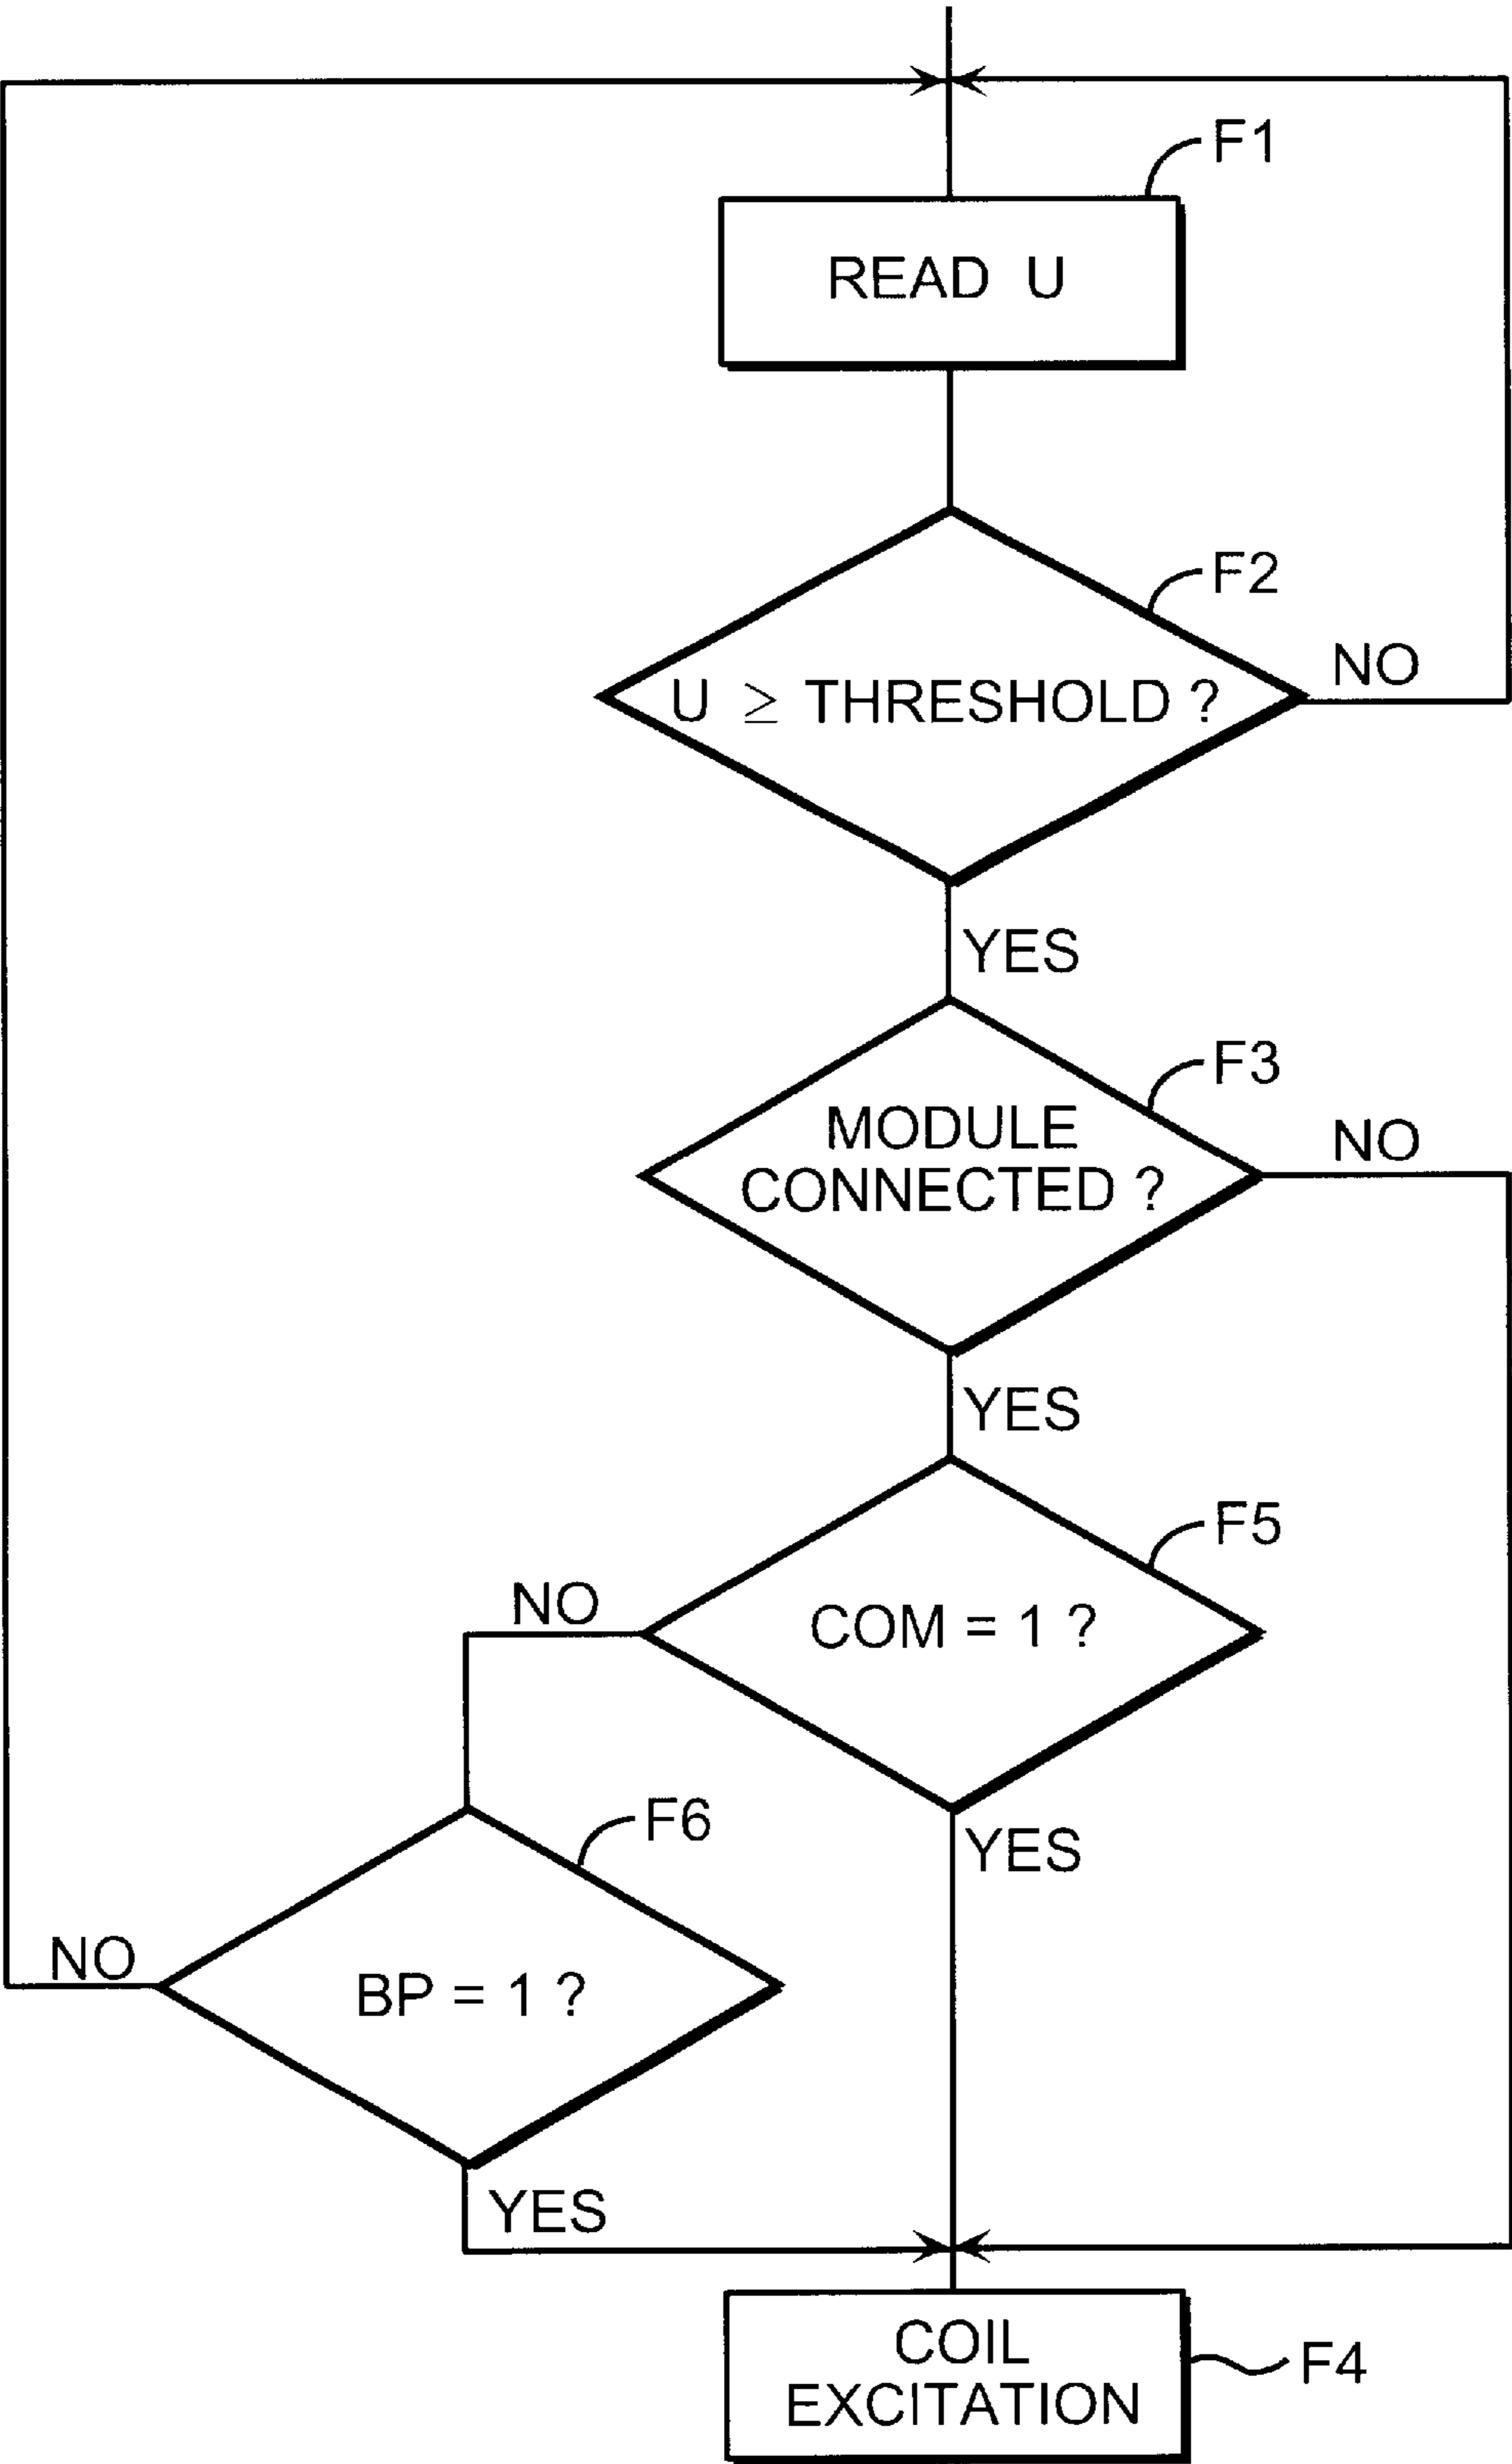 F1
READ U
F2
U ≥ THRESHOLD ?
NO
YES
F3
MODULE
CONNECTED ?
NO
YES
F5
COM = 1 ?
NO
YES
F6
BP = 1 ?
NO
YES
COIL
EXCITATION
F4